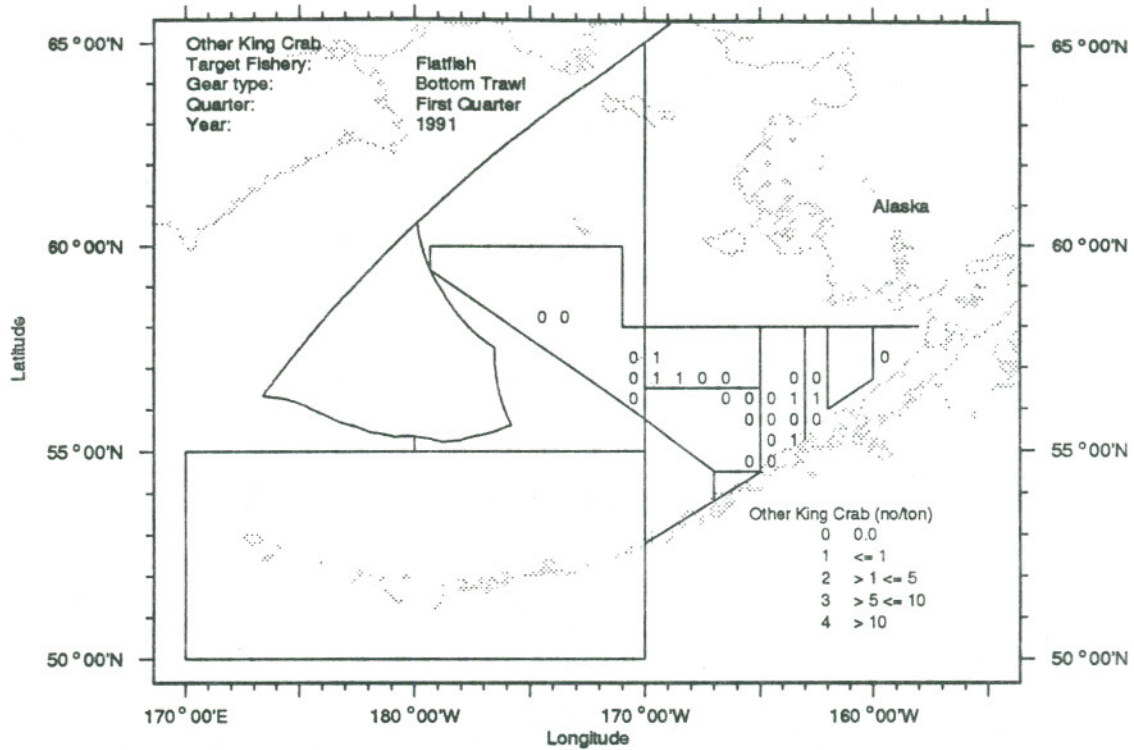 65°00'N
65°00'N
Other King Crab
Target Fishery: Flatfish
Gear type: Bottom Trawl
Quarter: First Quarter
Year: 1991
Alaska
60°00'N
60°00'N
Latitude
0 0
0 1
0
0 1 1 0 0
0 0
0
0 0 0 1 1
0 0 0 0
0 1
55°00'N
55°00'N
0 0
Other King Crab (no/ton)
0 0.0
1 <= 1
2 > 1 <= 5
3 > 5 <= 10
4 > 10
50°00'N
50°00'N
170°00'E
180°00'W
170°00'W
160°00'W
Longitude